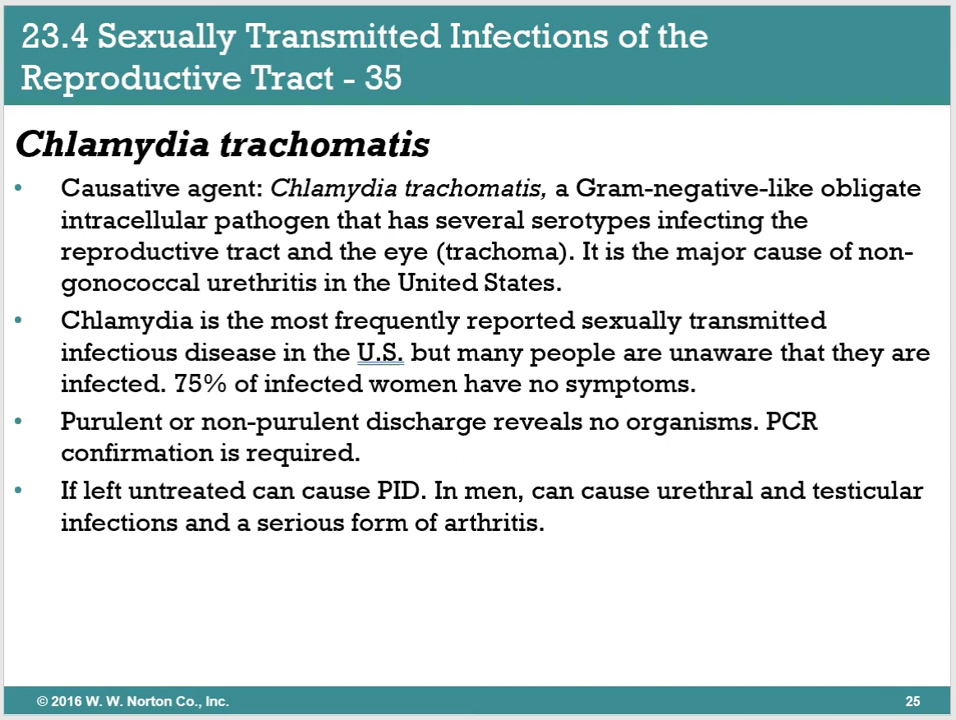 23.4 Sexually Transmitted Infections of the
Reproductive Tract - 35
Chlamydia trachomatis
• Causative agent: Chlamydia trachomatis, a Gram-negative-like obligate
intracellular pathogen that has several serotypes infecting the
reproductive tract and the eye (trachoma). It is the major cause of non-
gonococcal urethritis in the United States.
• Chlamydia is the most frequently reported sexually transmitted
infectious disease in the U.S. but many people are unaware that they are
infected. 75% of infected women have no symptoms.
• Purulent or non-purulent discharge reveals no organisms. PCR
confirmation is required.
• If left untreated can cause PID. In men, can cause urethral and testicular
infections and a serious form of arthritis.
© 2016 W. W. Norton Co., Inc.
25